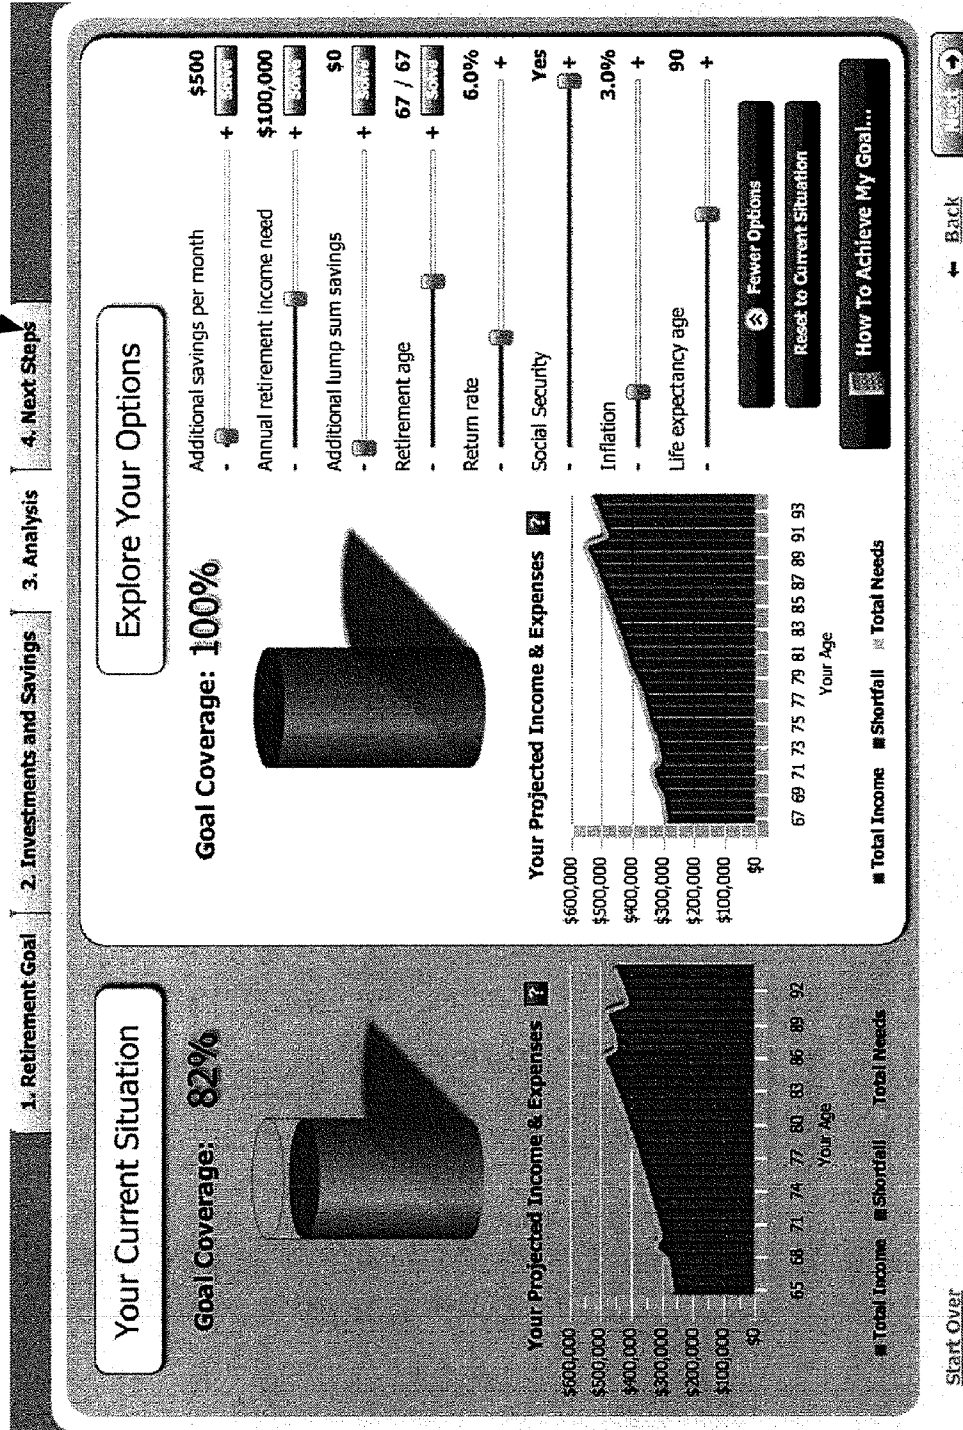 1. Retirement Goal
2. Investments and Savings
3. Analysis
4. Next Steps
Your Current Situation
Goal Coverage: 82%
Your Projected Income & Expenses ?
$600,000
$500,000
$400,000
$300,000
$200,000
$100,000
$0
65 68 71 74 77 80 83 86 89 92
Your Age
Total Income Shortfall Total Needs
Explore Your Options
Goal Coverage: 100%
Your Projected Income & Expenses ?
$600,000
$500,000
$400,000
$300,000
$200,000
$100,000
$0
67 69 71 73 75 77 79 81 83 85 87 89 91 93
Your Age
Total Income Shortfall Total Needs
Additional savings per month $500
- + Solve
Annual retirement income need $100,000
- + Solve
Additional lump sum savings $0
- + Solve
Retirement age 67 / 67
- + Solve
Return rate 6.0%
- +
Social Security Yes
- +
Inflation 3.0%
- +
Life expectancy age 90
- +
Fewer Options
Reset to Current Situation
How To Achieve My Goal...
Start Over
Back
Next